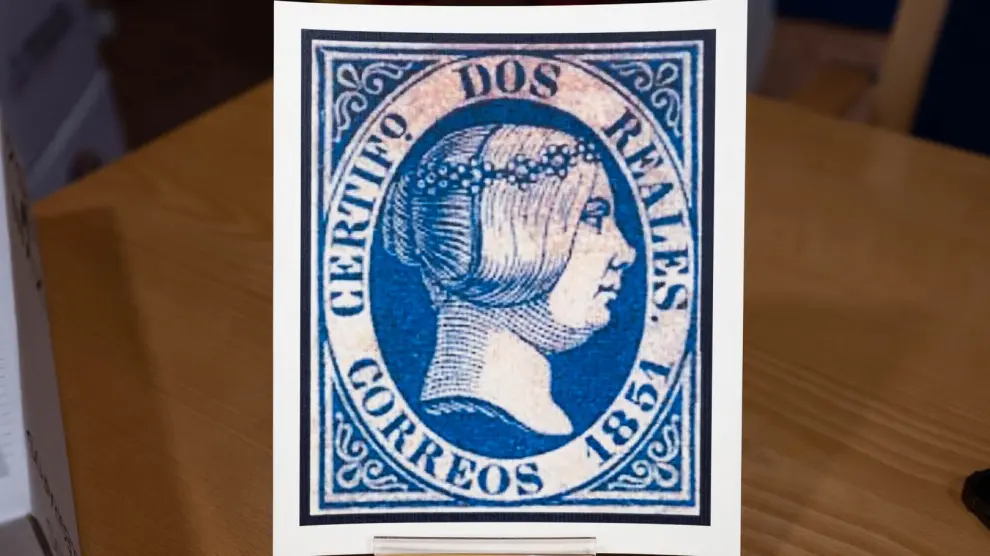 CERTIFº DOS REALES.
CORREOS 1851